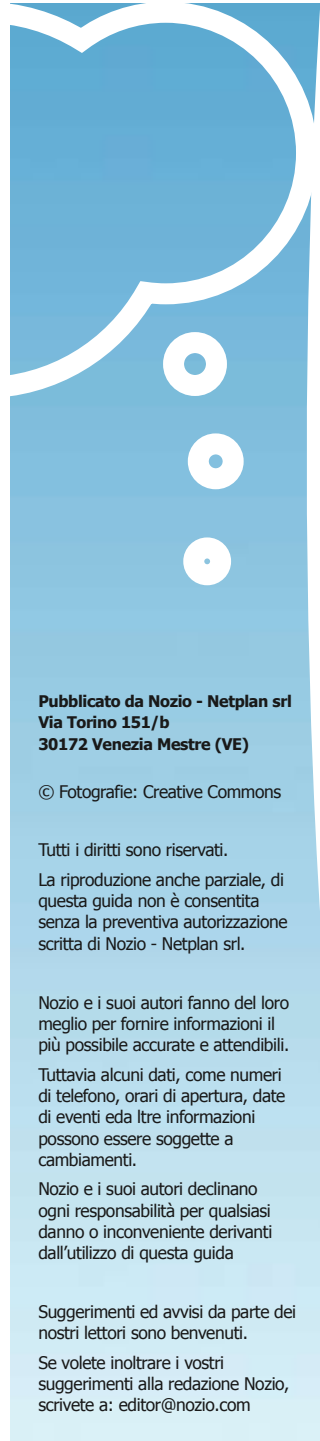 Pubblicato da Nozio - Netplan srl
Via Torino 151/b
30172 Venezia Mestre (VE)
© Fotografie: Creative Commons
Tutti i diritti sono riservati.
La riproduzione anche parziale, di
questa guida non è consentita
senza la preventiva autorizzazione
scritta di Nozio - Netplan srl.
Nozio e i suoi autori fanno del loro
meglio per fornire informazioni il
più possibile accurate e attendibili.
Tuttavia alcuni dati, come numeri
di telefono, orari di apertura, date
di eventi eda ltre informazioni
possono essere soggette a
cambiamenti.
Nozio e i suoi autori declinano
ogni responsabilità per qualsiasi
danno o inconveniente derivanti
dall’utilizzo di questa guida
Suggerimenti ed avvisi da parte dei
nostri lettori sono benvenuti.
Se volete inoltrare i vostri
suggerimenti alla redazione Nozio,
scrivete a: editor@nozio.com